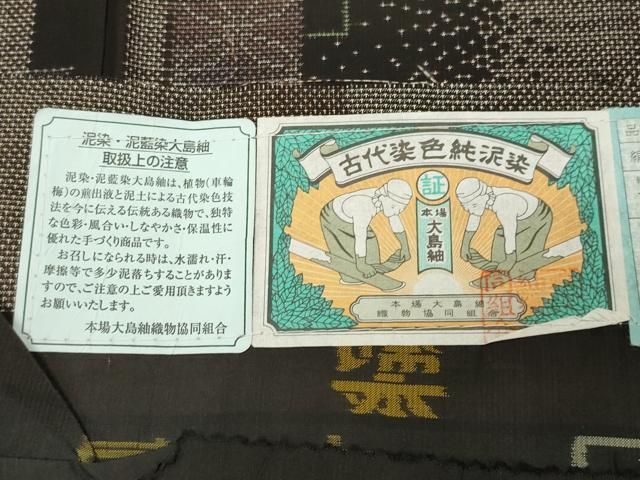 泥染・泥藍染大島紬
取扱上の注意
泥染・泥藍染大島紬は、植物(車輪
梅)の煎出液と泥土による古代染色技
法を今に伝える伝統ある織物で、独特
な色彩・風合い・しなやかさ・保温性に
優れた手づくり商品です。
お召しになられる時は、水濡れ・汗・
摩擦等で多少泥落ちすることがありま
すので、ご注意の上ご愛用頂きますよう
お願いいたします。
本場大島紬織物協同組合
古代染色純泥染
証
本場
大島紬
本場大島紬
織物協同組合